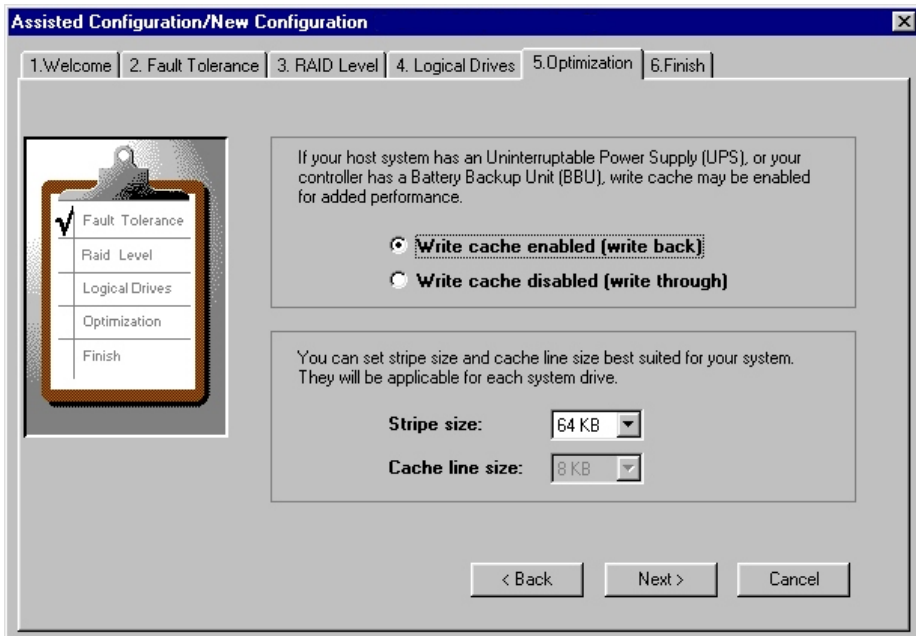 Assisted Configuration/New Configuration
1.Welcome
2. Fault Tolerance
3. RAID Level
4. Logical Drives
5.Optimization
6.Finish
Fault Tolerance
Raid Level
Logical Drives
Optimization
Finish
If your host system has an Uninterruptable Power Supply (UPS), or your
controller has a Battery Backup Unit (BBU), write cache may be enabled
for added performance.
Write cache enabled (write back)
Write cache disabled (write through)
You can set stripe size and cache line size best suited for your system.
They will be applicable for each system drive.
Stripe size: 64 KB
Cache line size: 8 KB
< Back
Next >
Cancel